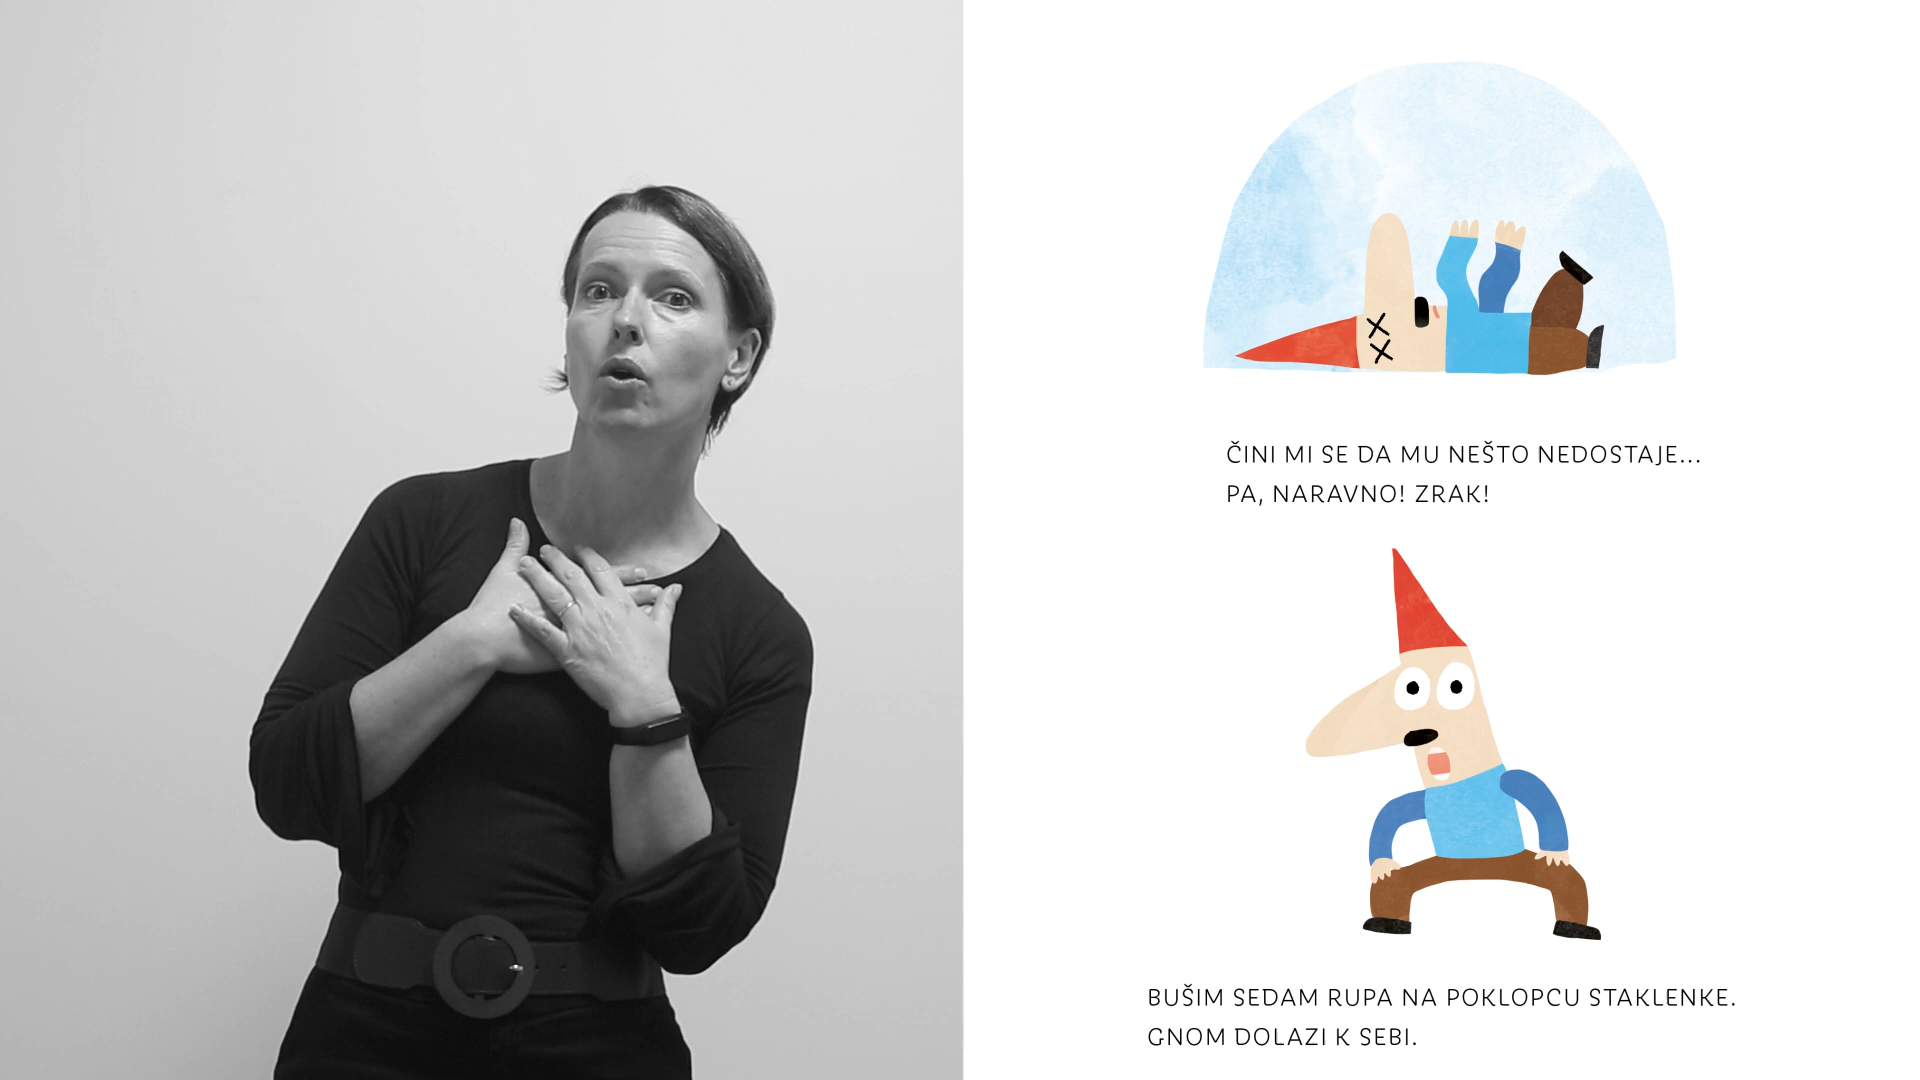 ČINI MI SE DA MU NEŠTO NEDOSTAJE...
PA, NARAVNO! ZRAK!
BUŠIM SEDAM RUPA NA POKLOPCU STAKLENKE.
GNOM DOLAZI K SEBI.